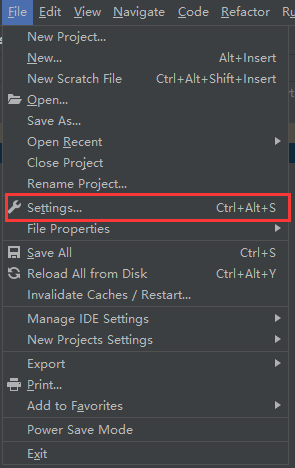 File Edit View Navigate Code Refactor
New Project...
New... Alt+Insert
New Scratch File Ctrl+Alt+Shift+Insert
Open...
Save As...
Open Recent
Close Project
Rename Project...
Settings... Ctrl+Alt+S
File Properties
Save All Ctrl+S
Reload All from Disk Ctrl+Alt+Y
Invalidate Caches / Restart...
Manage IDE Settings
New Projects Settings
Export
Print...
Add to Favorites
Power Save Mode
Exit